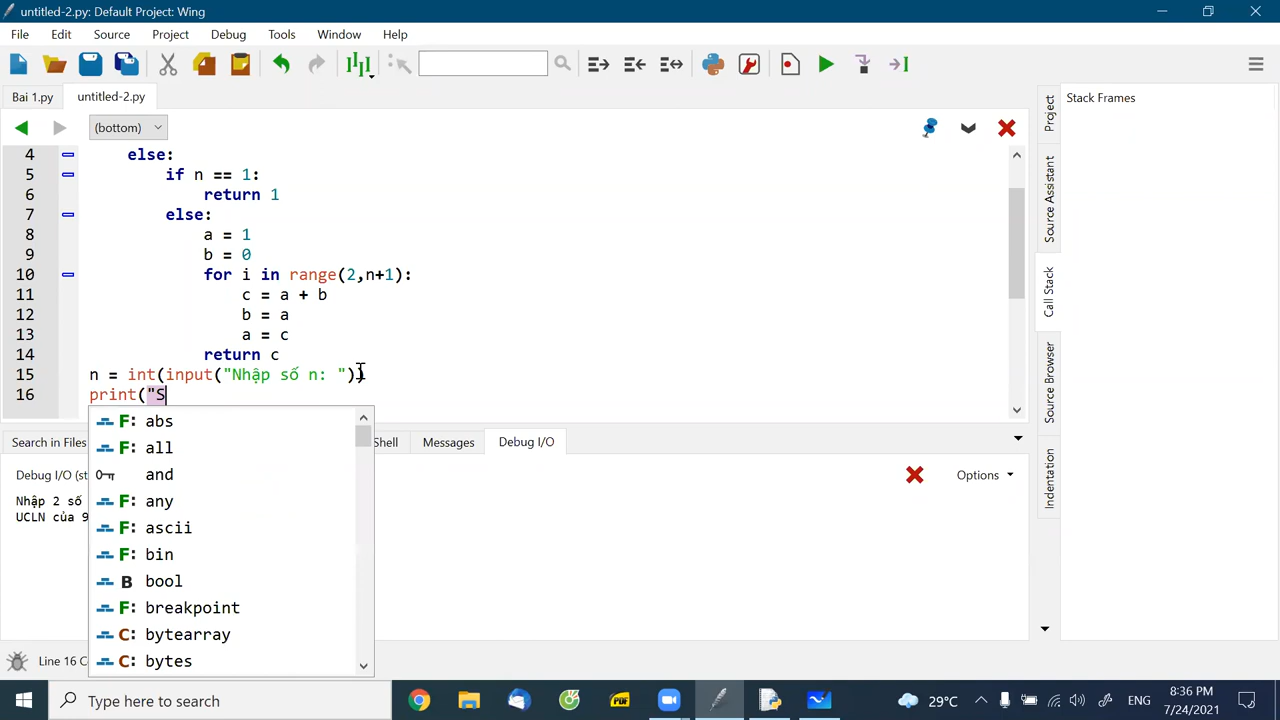 untitled-2.py: Default Project: Wing
File Edit Source Project Debug Tools Window Help
Bai 1.py untitled-2.py
(bottom)
4 else:
5 if n == 1:
6 return 1
7 else:
8 a = 1
9 b = 0
10 for i in range(2,n+1):
11 c = a + b
12 b = a
13 a = c
14 return c
15 n = int(input("Nhập số n: "))
16 print("S
F: abs
F: all
and
F: any
F: ascii
F: bin
B bool
F: breakpoint
C: bytearray
C: bytes
Search in Files Shell Messages Debug I/O
Debug I/O (st
Options
Nhập 2 số
UCLN của 9
Line 16 C
Project
Source Assistant
Call Stack
Source Browser
Indentation
Stack Frames
Type here to search
PDF
29°C
ENG
8:36 PM
7/24/2021